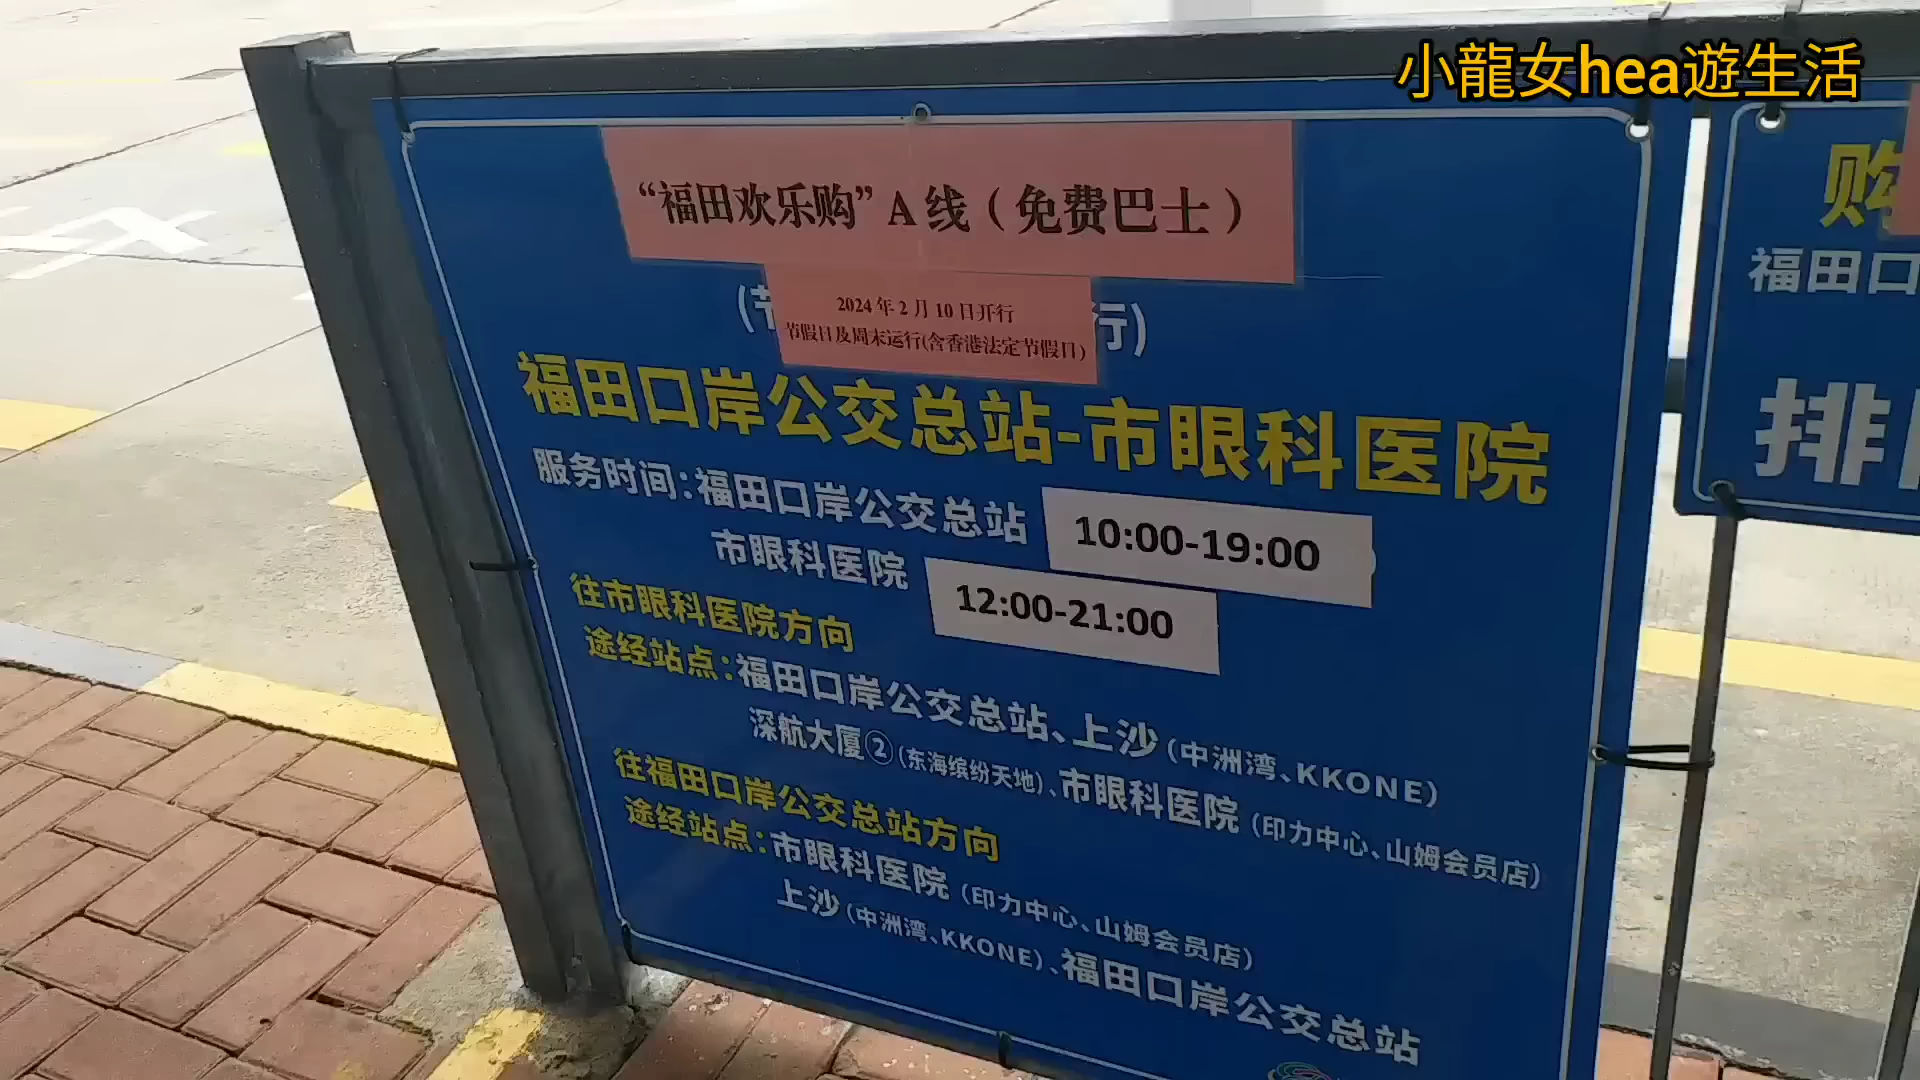 小龍女hea遊生活
“福田欢乐购”A线（免费巴士）
2024年2月10日开行
节假日及周末运行(含香港法定节假日)
行)
福田口岸公交总站-市眼科医院
服务时间:福田口岸公交总站 10:00-19:00
市眼科医院 12:00-21:00
往市眼科医院方向
途经站点:福田口岸公交总站、上沙（中洲湾、KKONE）
深航大厦②(东海缤纷天地)、市眼科医院（印力中心、山姆会员店）
往福田口岸公交总站方向
途经站点:市眼科医院（印力中心、山姆会员店）
上沙（中洲湾、KKONE）、福田口岸公交总站
购
福田口
排